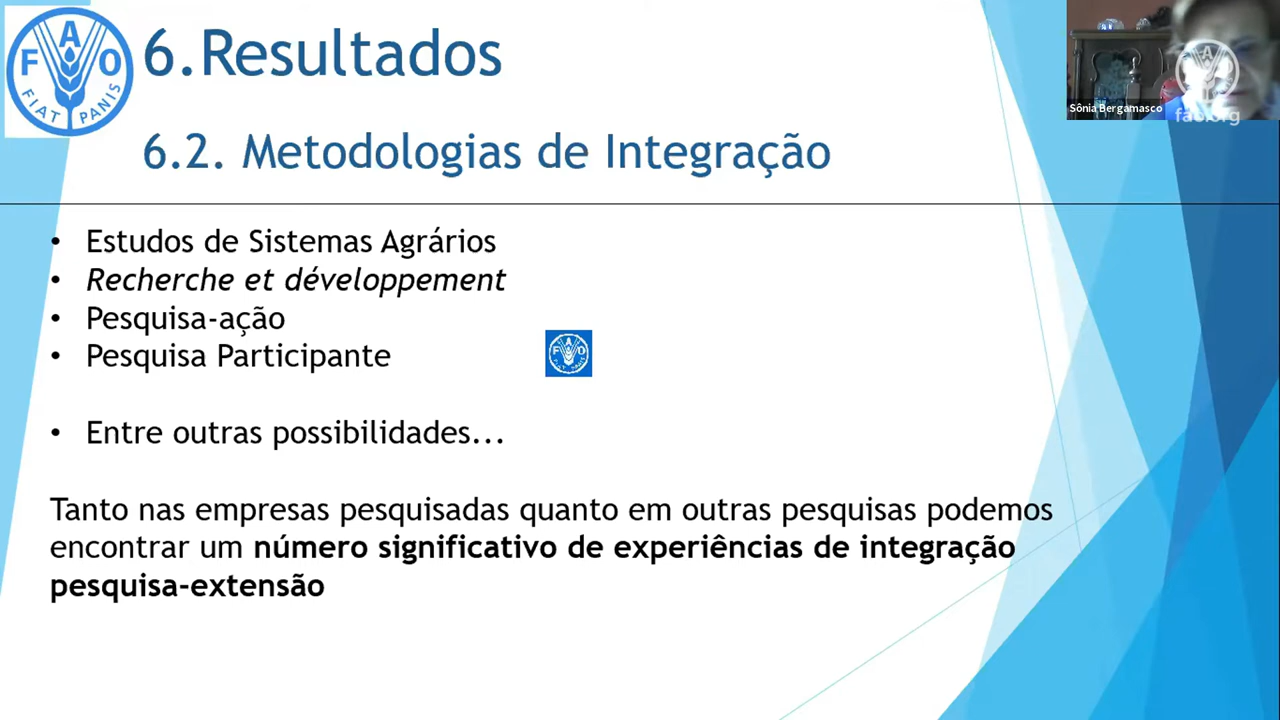 F A O
FIAT PANIS
6.Resultados
6.2. Metodologias de Integração
Sônia Bergamasco
fao.org
• Estudos de Sistemas Agrários
• Recherche et développement
• Pesquisa-ação
• Pesquisa Participante
• Entre outras possibilidades...
Tanto nas empresas pesquisadas quanto em outras pesquisas podemos
encontrar um número significativo de experiências de integração
pesquisa-extensão